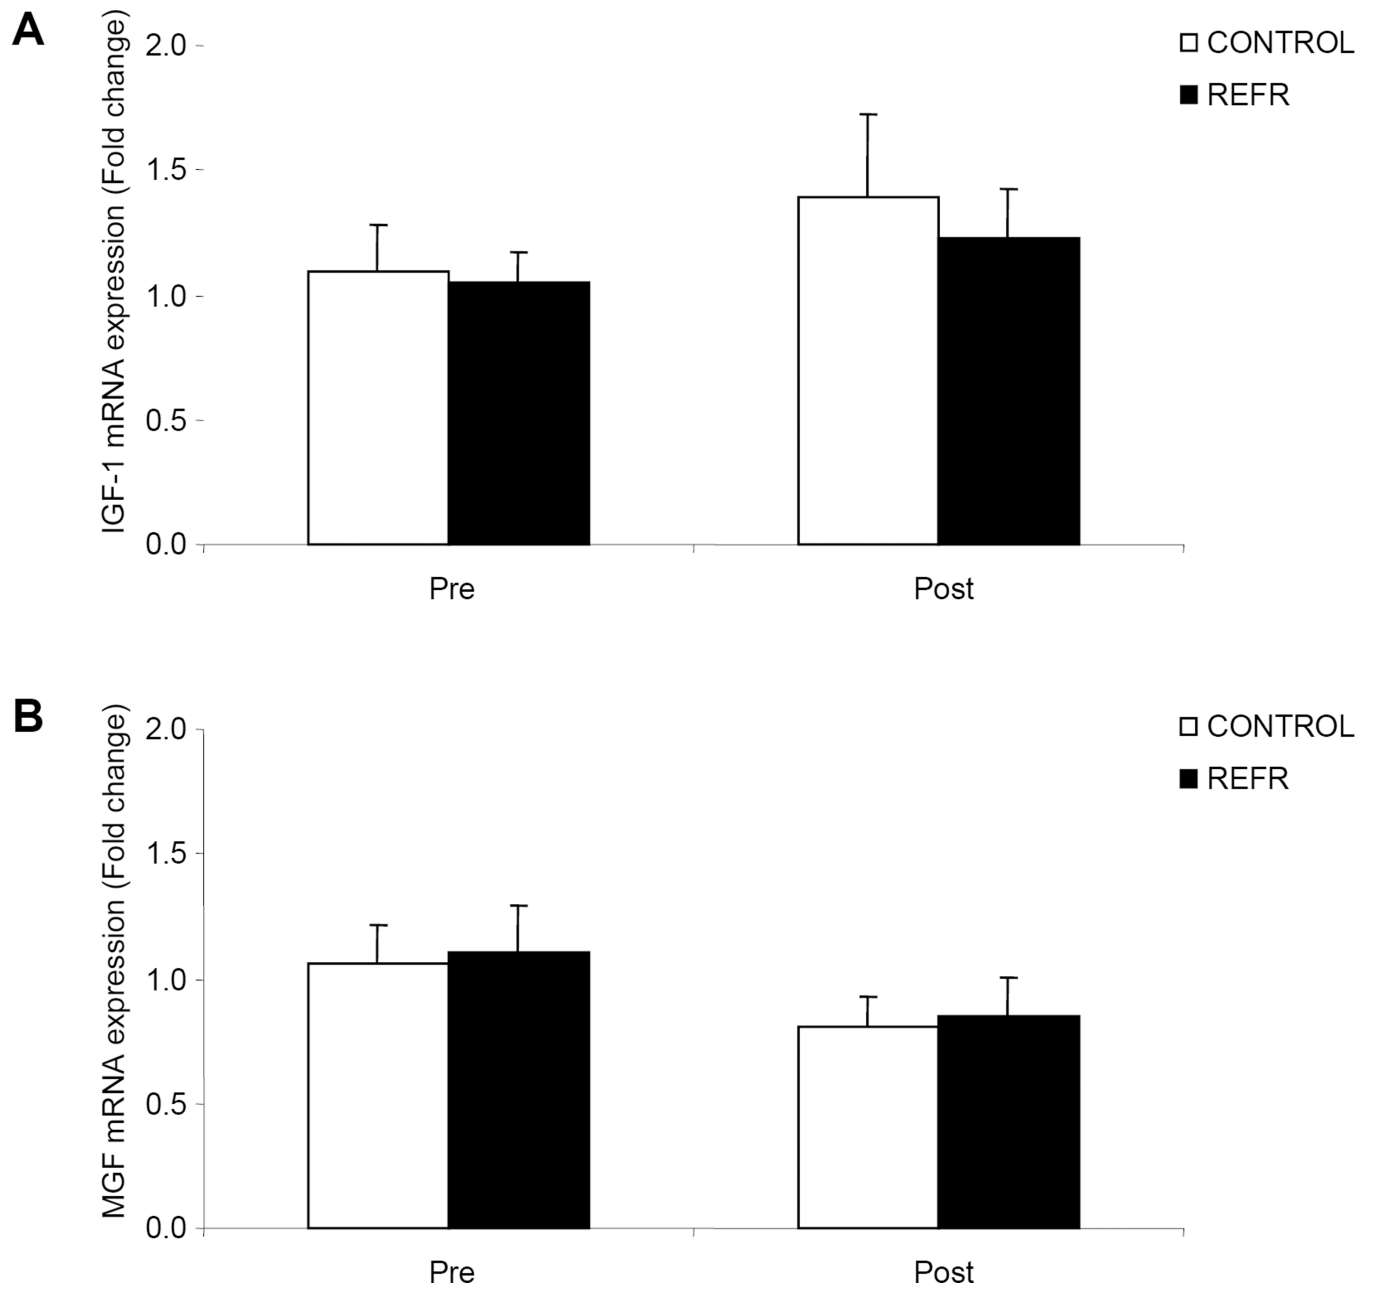 A
IGF-1 mRNA expression (Fold change)
2.0
1.5
1.0
0.5
0.0
Pre
Post
CONTROL
REFR
B
MGF mRNA expression (Fold change)
2.0
1.5
1.0
0.5
0.0
Pre
Post
CONTROL
REFR